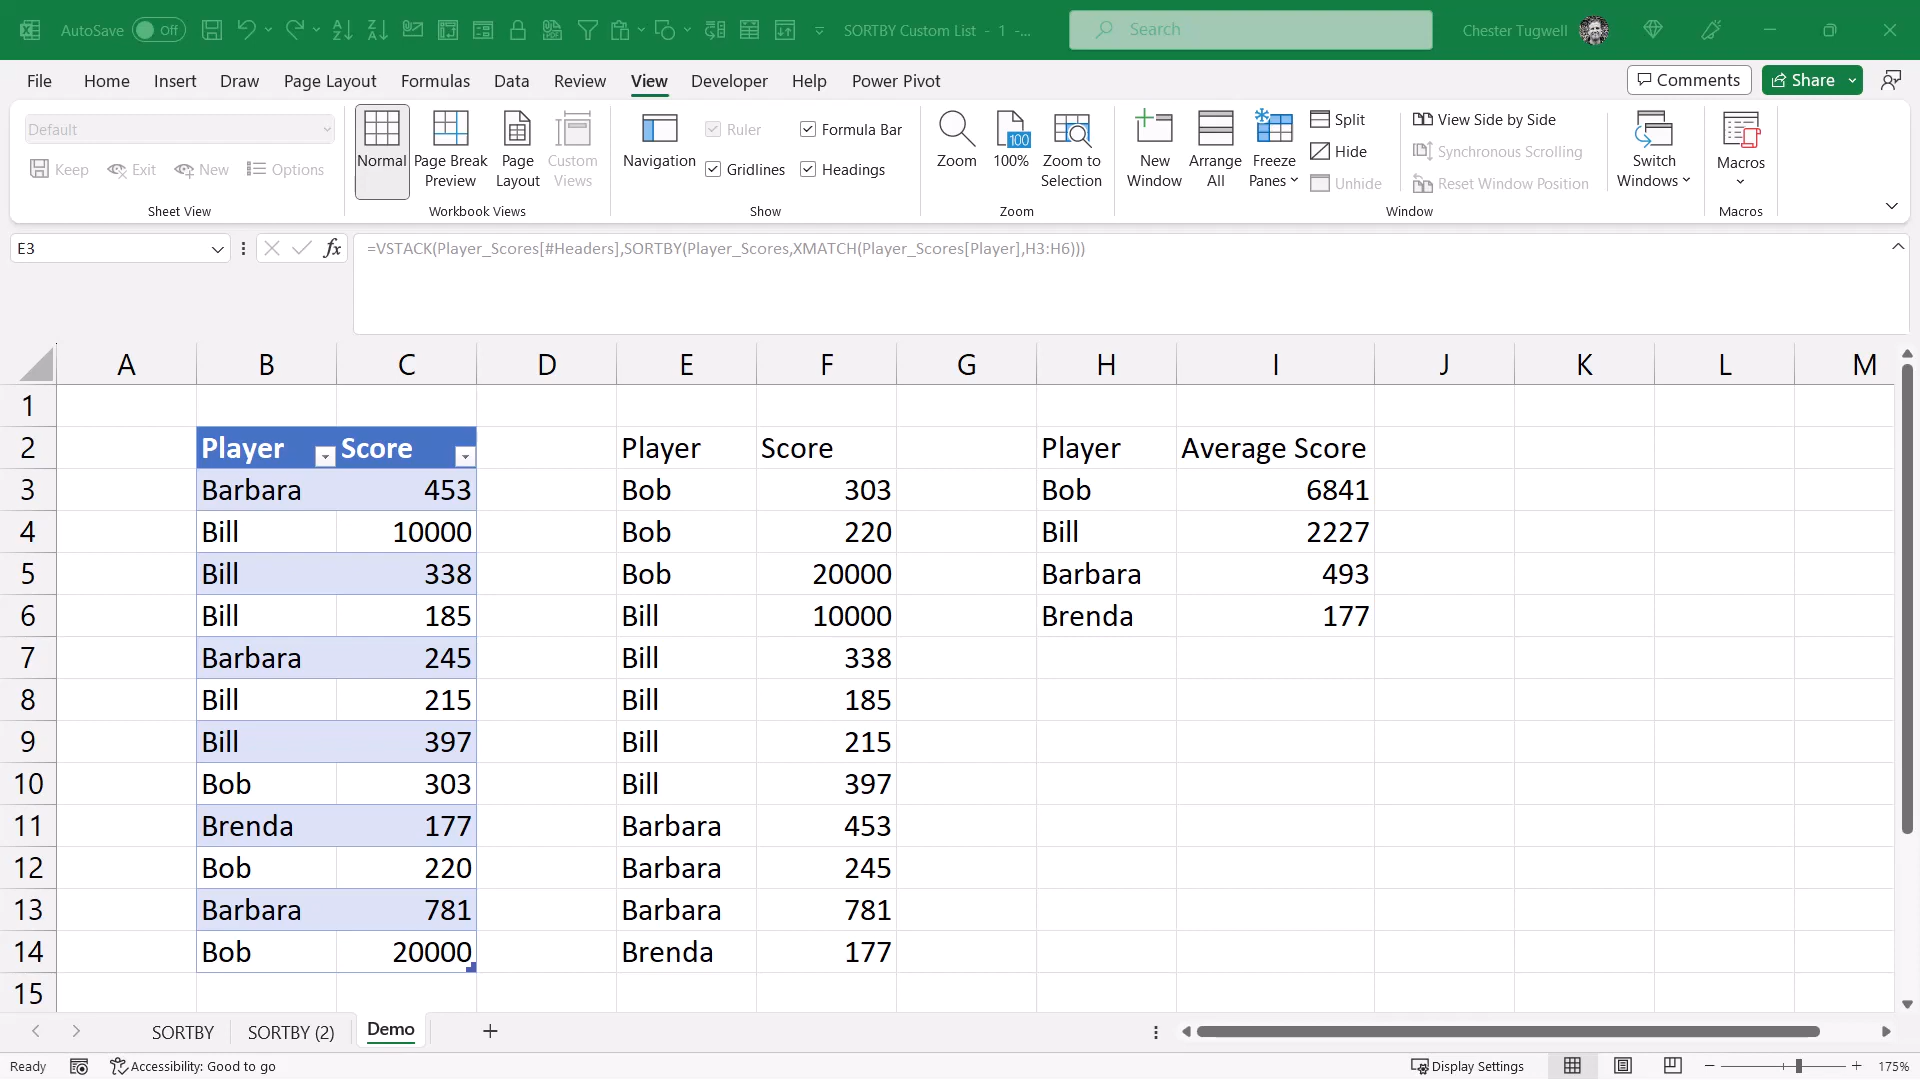 AutoSave Off SORTBY Custom List - 1 -... Search Chester Tugwell
File Home Insert Draw Page Layout Formulas Data Review View Developer Help Power Pivot Comments Share
Default
Keep Exit New Options
Sheet View
Normal Page Break Preview Page Layout Custom Views
Workbook Views
Navigation Ruler Formula Bar
Gridlines Headings
Show
Zoom 100 100% Zoom to Selection
Zoom
New Window Arrange All Freeze Panes
Split View Side by Side
Hide Synchronous Scrolling
Unhide Reset Window Position
Switch Windows
Window
Macros
Macros
E3 fx =VSTACK(Player_Scores[#Headers],SORTBY(Player_Scores,XMATCH(Player_Scores[Player],H3:H6)))
A B C D E F G H I J K L M
1
2 Player Score Player Score Player Average Score
3 Barbara 453 Bob 303 Bob 6841
4 Bill 10000 Bob 220 Bill 2227
5 Bill 338 Bob 20000 Barbara 493
6 Bill 185 Bill 10000 Brenda 177
7 Barbara 245 Bill 338
8 Bill 215 Bill 185
9 Bill 397 Bill 215
10 Bob 303 Bill 397
11 Brenda 177 Barbara 453
12 Bob 220 Barbara 245
13 Barbara 781 Barbara 781
14 Bob 20000 Brenda 177
15
SORTBY SORTBY (2) Demo
Ready Accessibility: Good to go Display Settings 175%